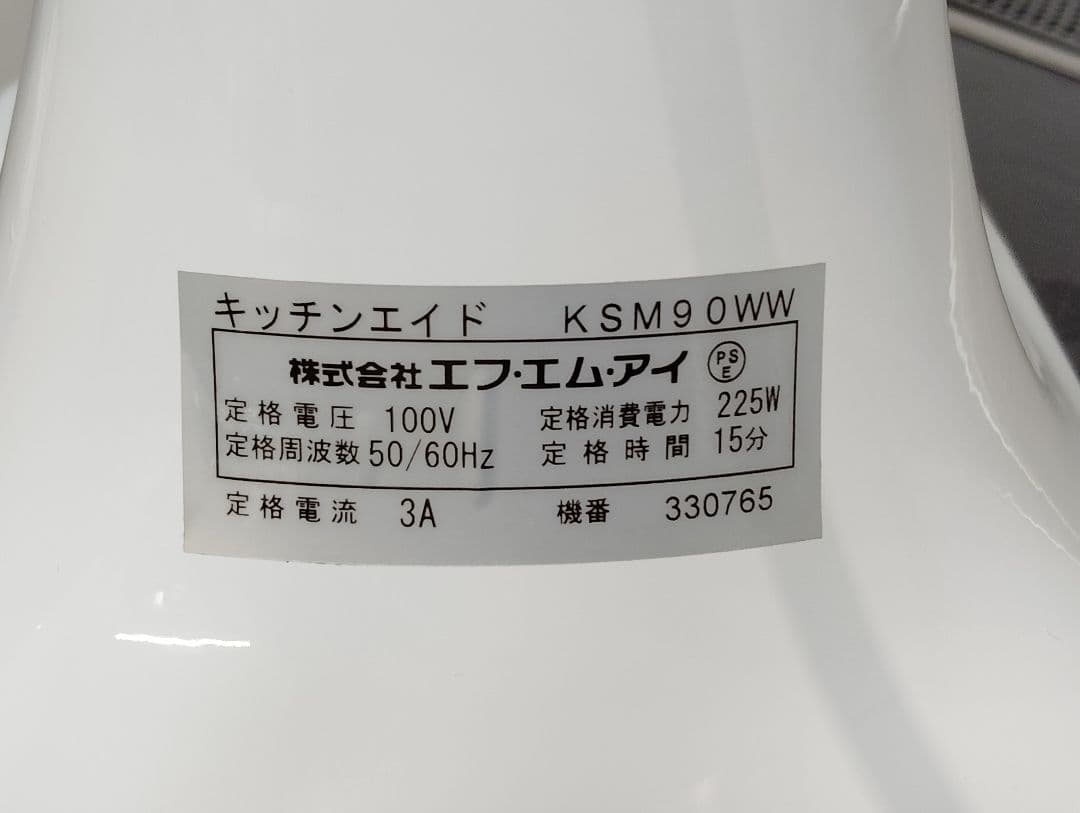 キッチンエイド KSM90WW
株式会社エフ・エム・アイ PSE
定格電圧 100V 定格消費電力 225W
定格周波数 50/60Hz 定格時間 15分
定格電流 3A 機番 330765